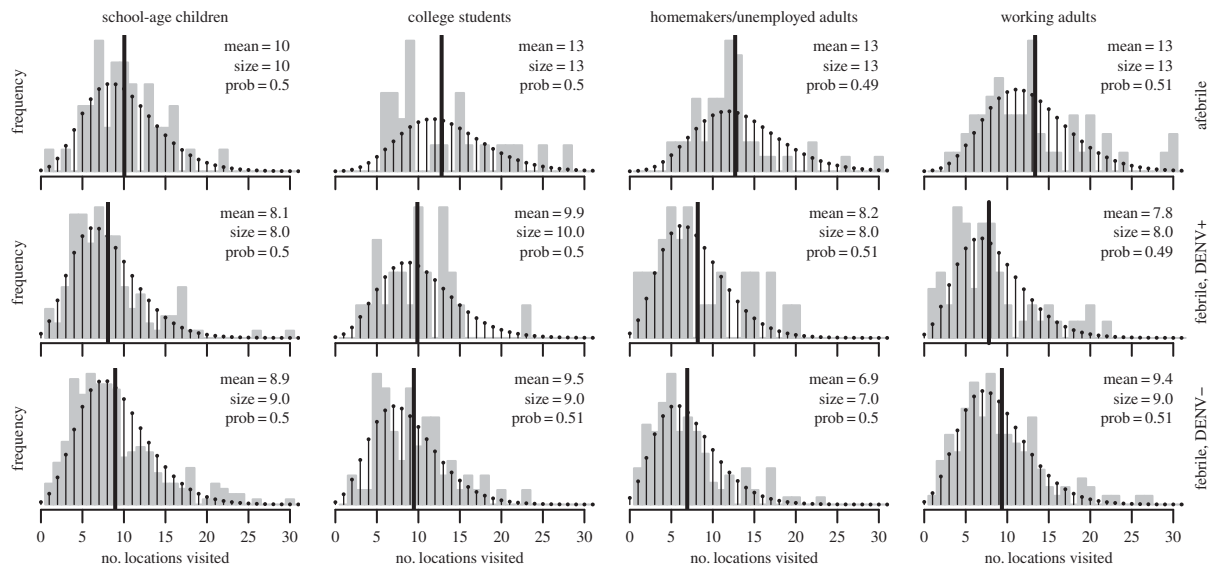 school-age children
college students
homemakers/unemployed adults
working adults
frequency
mean = 10
size = 10
prob = 0.5
mean = 13
size = 13
prob = 0.5
mean = 13
size = 13
prob = 0.49
mean = 13
size = 13
prob = 0.51
afebrile
frequency
mean = 8.1
size = 8.0
prob = 0.5
mean = 9.9
size = 10.0
prob = 0.5
mean = 8.2
size = 8.0
prob = 0.51
mean = 7.8
size = 8.0
prob = 0.49
febrile, DENV+
frequency
mean = 8.9
size = 9.0
prob = 0.5
mean = 9.5
size = 9.0
prob = 0.51
mean = 6.9
size = 7.0
prob = 0.5
mean = 9.4
size = 9.0
prob = 0.51
febrile, DENV−
0 5 10 15 20 25 30
0 5 10 15 20 25 30
0 5 10 15 20 25 30
0 5 10 15 20 25 30
no. locations visited
no. locations visited
no. locations visited
no. locations visited